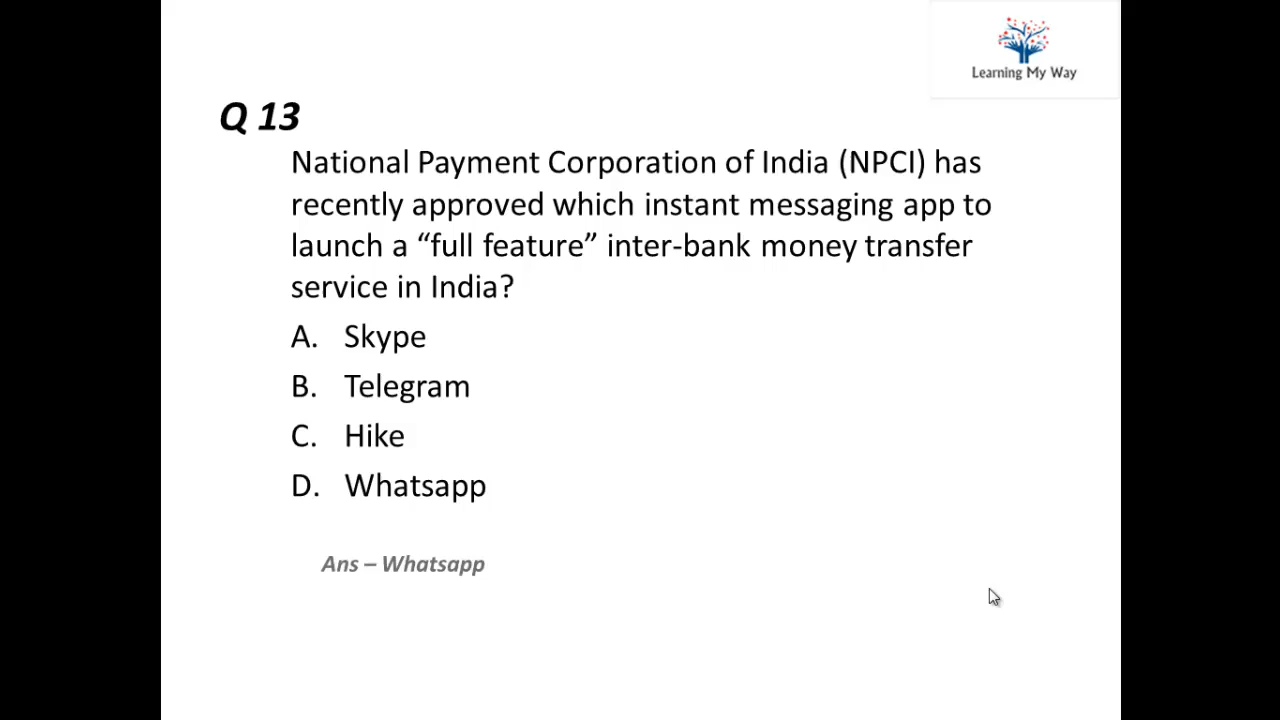 Learning My Way
Q 13
National Payment Corporation of India (NPCI) has
recently approved which instant messaging app to
launch a “full feature” inter-bank money transfer
service in India?
A. Skype
B. Telegram
C. Hike
D. Whatsapp
Ans – Whatsapp